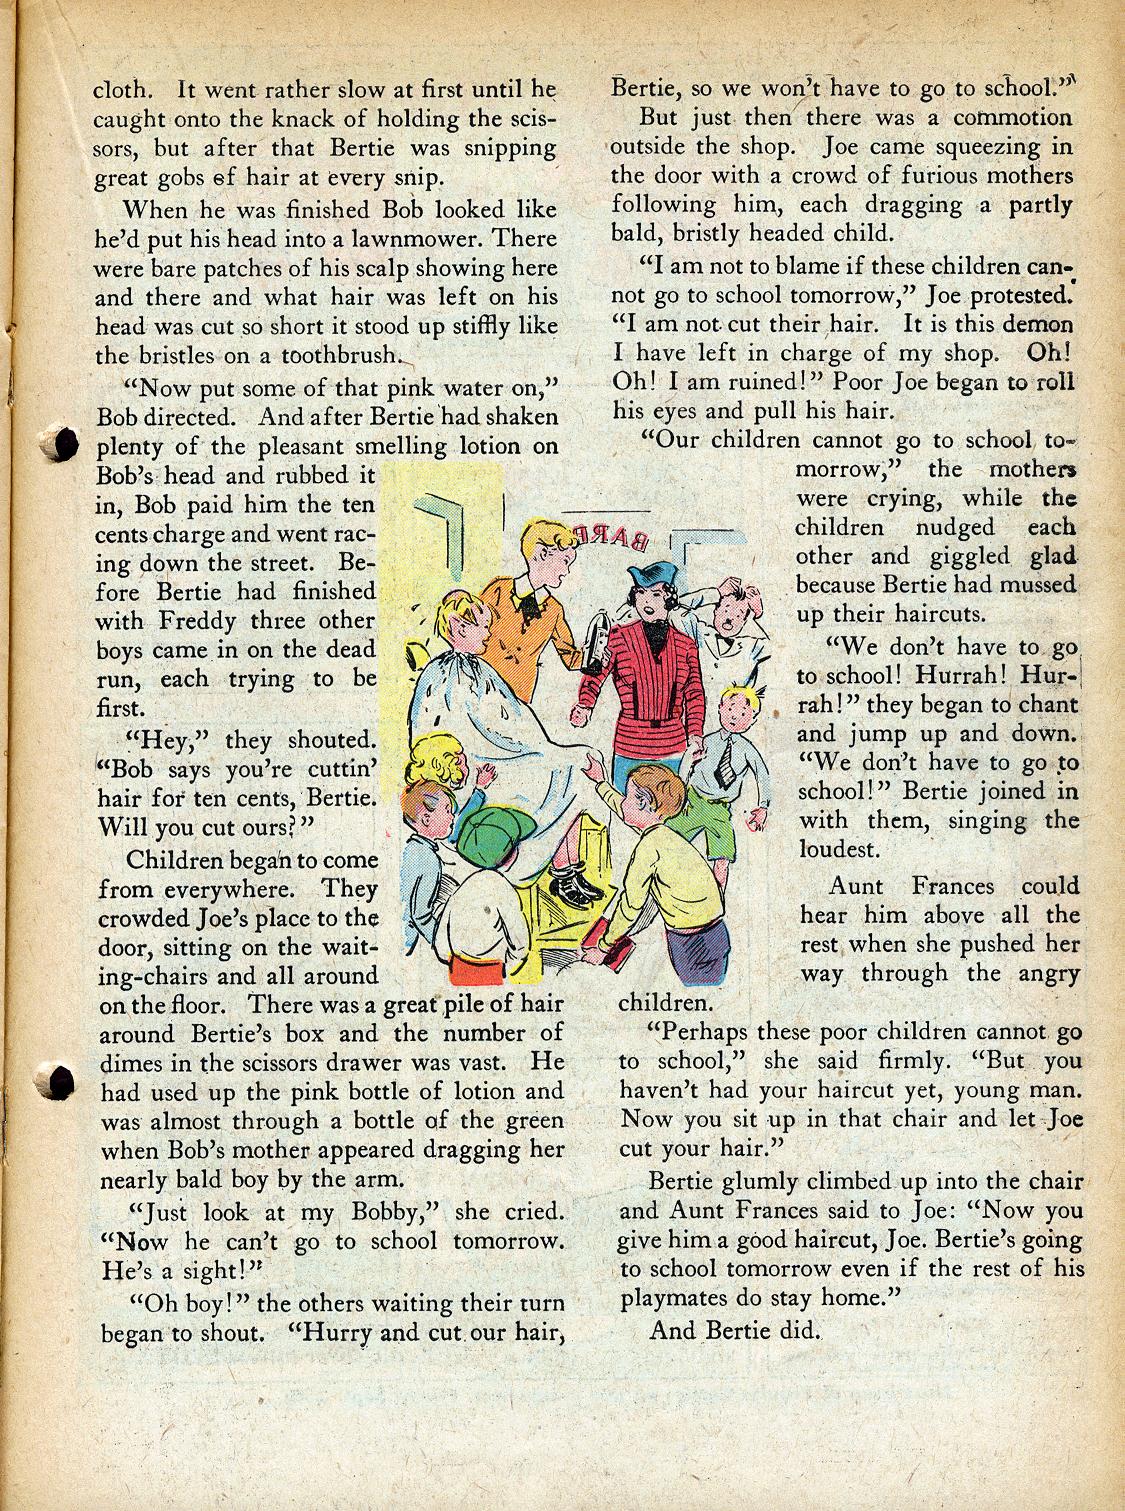 cloth. It went rather slow at first until he
caught onto the knack of holding the scis-
sors, but after that Bertie was snipping
great gobs of hair at every snip.
When he was finished Bob looked like
he'd put his head into a lawnmower. There
were bare patches of his scalp showing here
and there and what hair was left on his
head was cut so short it stood up stiffly like
the bristles on a toothbrush.
“Now put some of that pink water on,”
Bob directed. And after Bertie had shaken
plenty of the pleasant smelling lotion on
Bob's head and rubbed it
in, Bob paid him the ten
cents charge and went rac-
ing down the street. Be-
fore Bertie had finished
with Freddy three other
boys came in on the dead
run, each trying to be
first.
“Hey,” they shouted.
“Bob says you're cuttin'
hair for ten cents, Bertie.
Will you cut ours?”
Children began to come
from everywhere. They
crowded Joe's place to the
door, sitting on the wait-
ing-chairs and all around
on the floor. There was a great pile of hair
around Bertie's box and the number of
dimes in the scissors drawer was vast. He
had used up the pink bottle of lotion and
was almost through a bottle of the green
when Bob's mother appeared dragging her
nearly bald boy by the arm.
“Just look at my Bobby,” she cried.
“Now he can't go to school tomorrow.
He's a sight!”
“Oh boy!” the others waiting their turn
began to shout. “Hurry and cut our hair,
Bertie, so we won't have to go to school.”
But just then there was a commotion
outside the shop. Joe came squeezing in
the door with a crowd of furious mothers
following him, each dragging a partly
bald, bristly headed child.
“I am not to blame if these children can-
not go to school tomorrow,” Joe protested.
“I am not cut their hair. It is this demon
I have left in charge of my shop. Oh!
Oh! I am ruined!” Poor Joe began to roll
his eyes and pull his hair.
“Our children cannot go to school to-
morrow,” the mothers
were crying, while the
children nudged each
other and giggled glad
because Bertie had mussed
up their haircuts.
“We don't have to go
to school! Hurrah! Hur-
rah!” they began to chant
and jump up and down.
“We don't have to go to
school!” Bertie joined in
with them, singing the
loudest.
Aunt Frances could
hear him above all the
rest when she pushed her
way through the angry
children.
“Perhaps these poor children cannot go
to school,” she said firmly. “But you
haven't had your haircut yet, young man.
Now you sit up in that chair and let Joe
cut your hair.”
Bertie glumly climbed up into the chair
and Aunt Frances said to Joe: “Now you
give him a good haircut, Joe. Bertie's going
to school tomorrow even if the rest of his
playmates do stay home.”
And Bertie did.
BARB